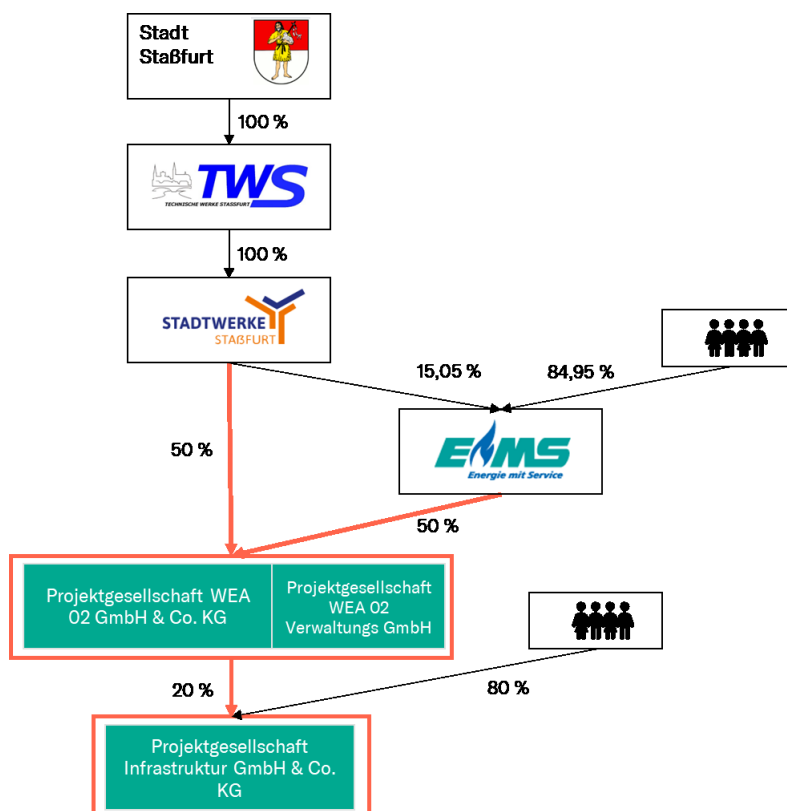 Stadt
Staßfurt
100 %
TWS
TECHNISCHE WERKE STASSFURT
100 %
STADTWERKE
STAßFURT
15,05 %
84,95 %
50 %
EMS
Energie mit Service
50 %
Projektgesellschaft WEA
02 GmbH & Co. KG
Projektgesellschaft
WEA 02
Verwaltungs GmbH
20 %
80 %
Projektgesellschaft
Infrastruktur GmbH & Co.
KG